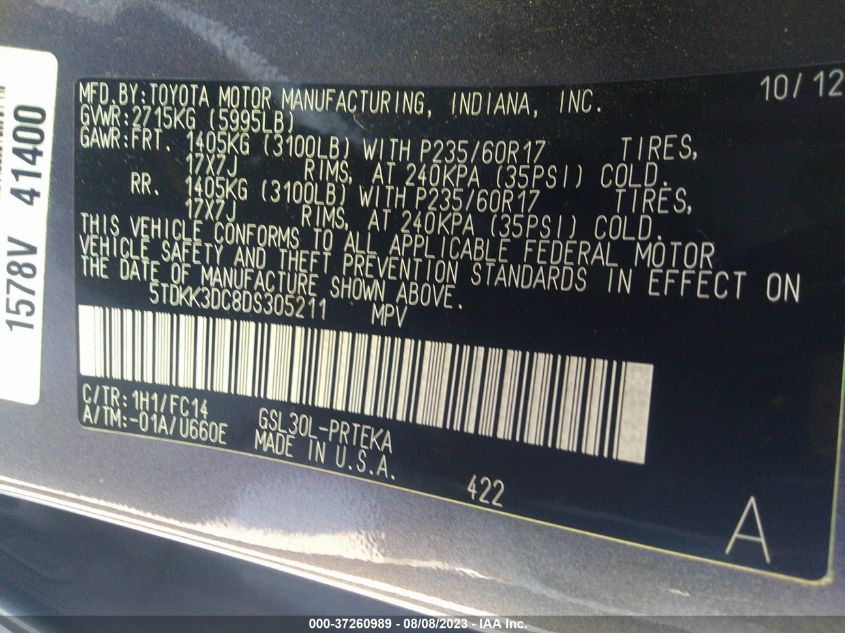 MFD.BY:TOYOTA MOTOR MANUFACTURING, INDIANA, INC. 10/12
GVWR:2715KG (5995LB)
GAWR:FRT. 1405KG (3100LB) WITH P235/60R17 TIRES,
17X7J RIMS, AT 240KPA (35PSI) COLD.
RR. 1405KG (3100LB) WITH P235/60R17 TIRES,
17X7J RIMS, AT 240KPA (35PSI) COLD.
THIS VEHICLE CONFORMS TO ALL APPLICABLE FEDERAL MOTOR
VEHICLE SAFETY AND THEFT PREVENTION STANDARDS IN EFFECT ON
THE DATE OF MANUFACTURE SHOWN ABOVE.
5TDKK3DC8DS305211 MPV
C/TR:1H1/FC14
A/TM:-01A/U660E
GSL30L-PRTEKA
MADE IN U.S.A.
422
A
1578V 41400
000-37260989 - 08/08/2023 - IAA Inc.